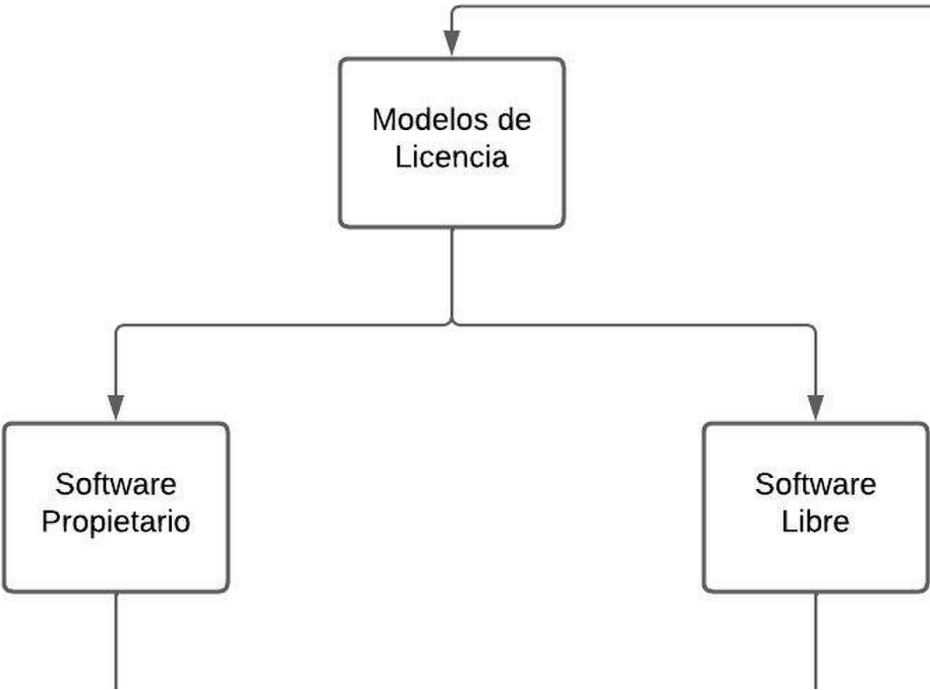 Modelos de
Licencia
Software
Propietario
Software
Libre